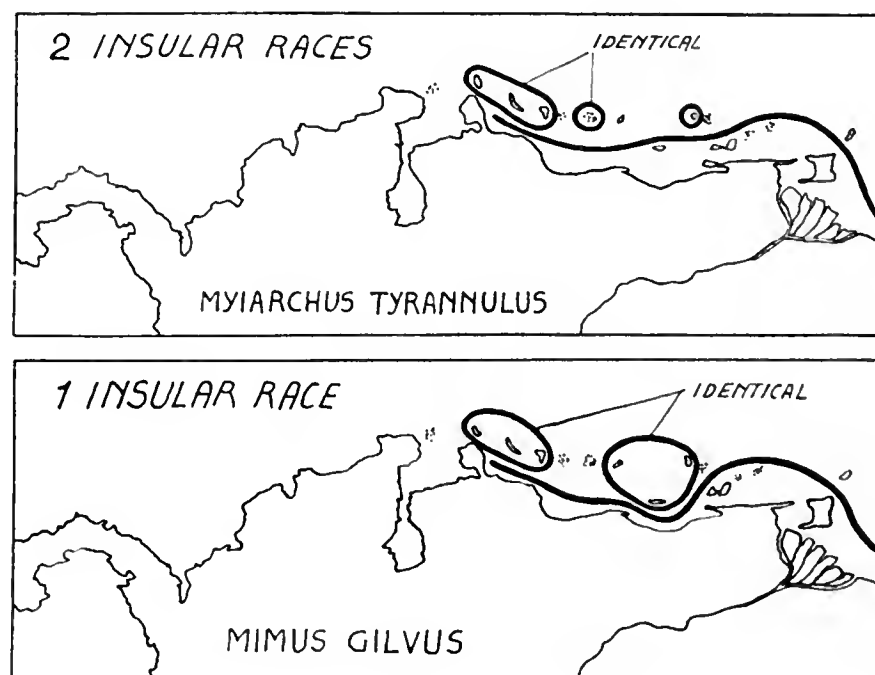 2 INSULAR RACES
IDENTICAL
MYIARCHUS TYRANNULUS
1 INSULAR RACE
IDENTICAL
MIMUS GILVUS